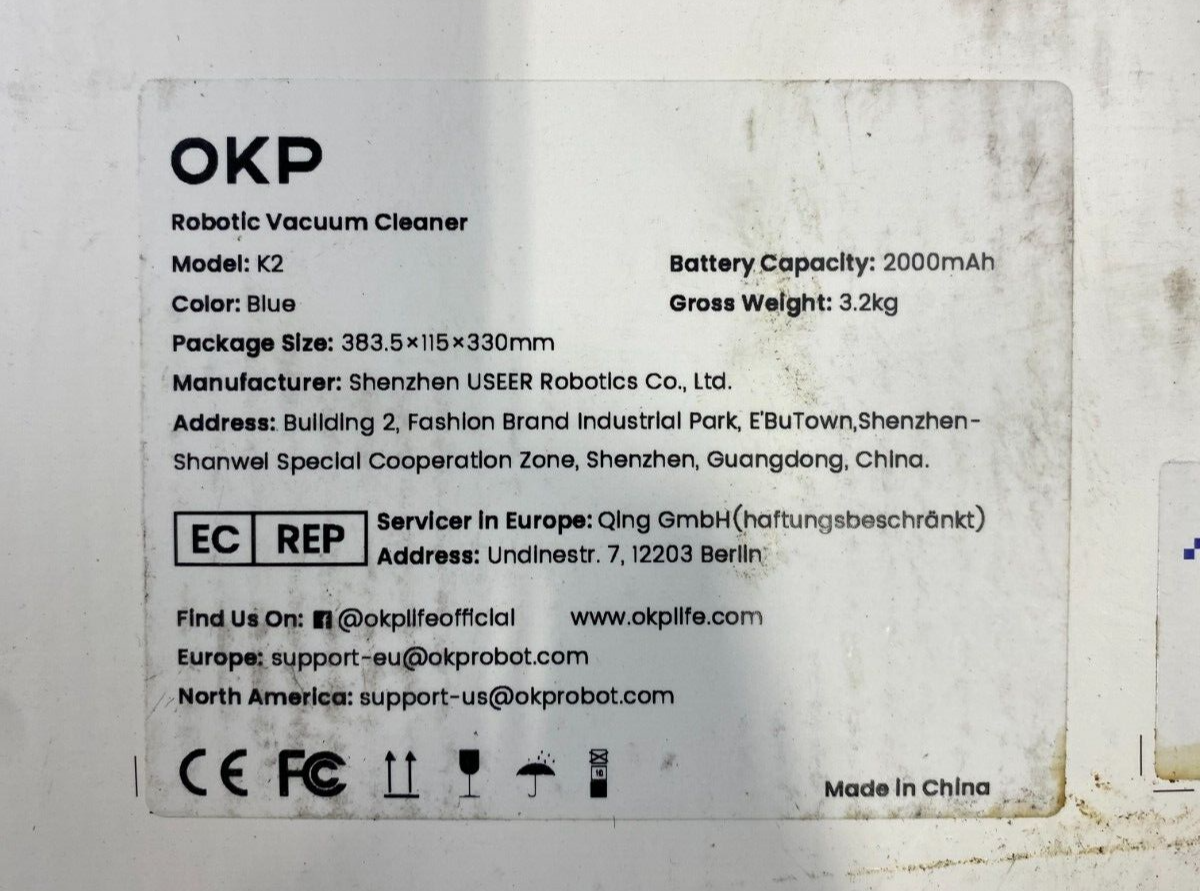 OKP
Robotic Vacuum Cleaner
Model: K2
Battery Capacity: 2000mAh
Color: Blue
Gross Weight: 3.2kg
Package Size: 383.5×115×330mm
Manufacturer: Shenzhen USEER Robotics Co., Ltd.
Address: Building 2, Fashion Brand Industrial Park, E'BuTown,Shenzhen-
Shanwei Special Cooperation Zone, Shenzhen, Guangdong, China.
EC REP
Servicer in Europe: Qing GmbH(haftungsbeschränkt)
Address: Undinestr. 7, 12203 Berlin
Find Us On: @okplifeofficial www.okplife.com
Europe: support-eu@okprobot.com
North America: support-us@okprobot.com
CE FC
Made in China